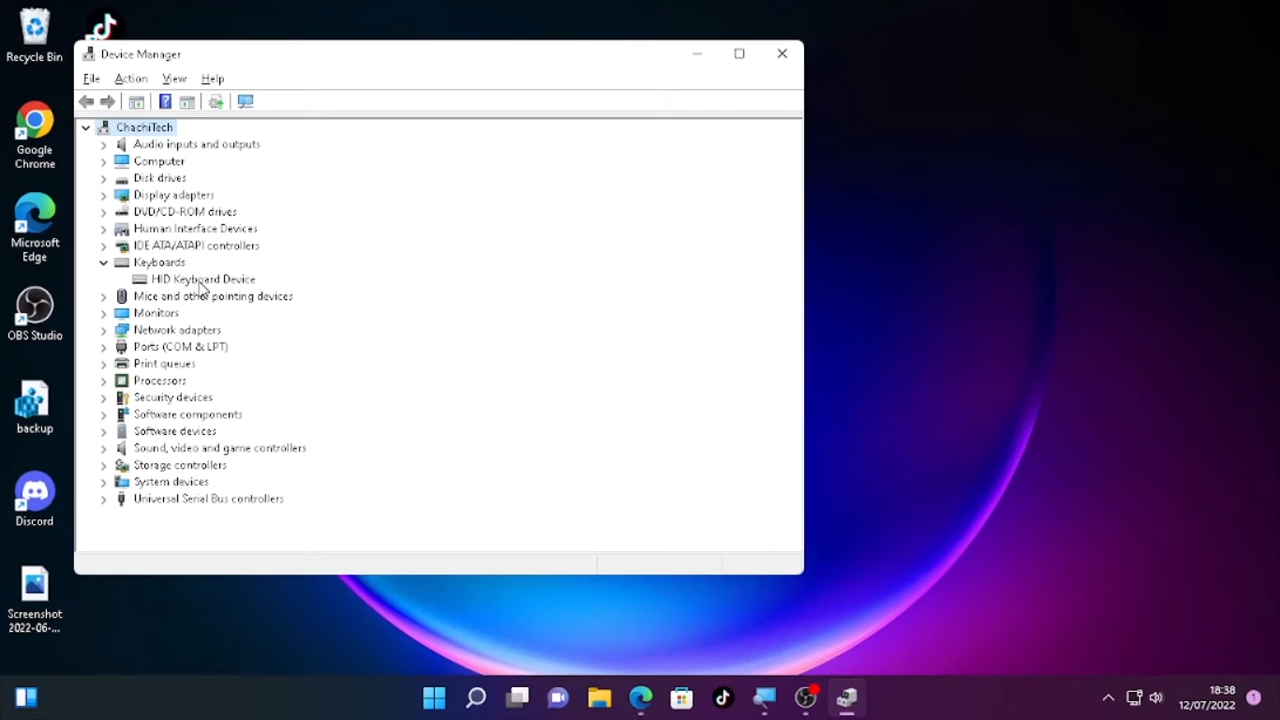 Recycle Bin
Google
Chrome
Microsoft
Edge
OBS Studio
backup
Discord
Screenshot
2022-06-...
Device Manager
File Action View Help
ChachiTech
Audio inputs and outputs
Computer
Disk drives
Display adapters
DVD/CD-ROM drives
Human Interface Devices
IDE ATA/ATAPI controllers
Keyboards
HID Keyboard Device
Mice and other pointing devices
Monitors
Network adapters
Ports (COM & LPT)
Print queues
Processors
Security devices
Software components
Software devices
Sound, video and game controllers
Storage controllers
System devices
Universal Serial Bus controllers
18:38
12/07/2022
1